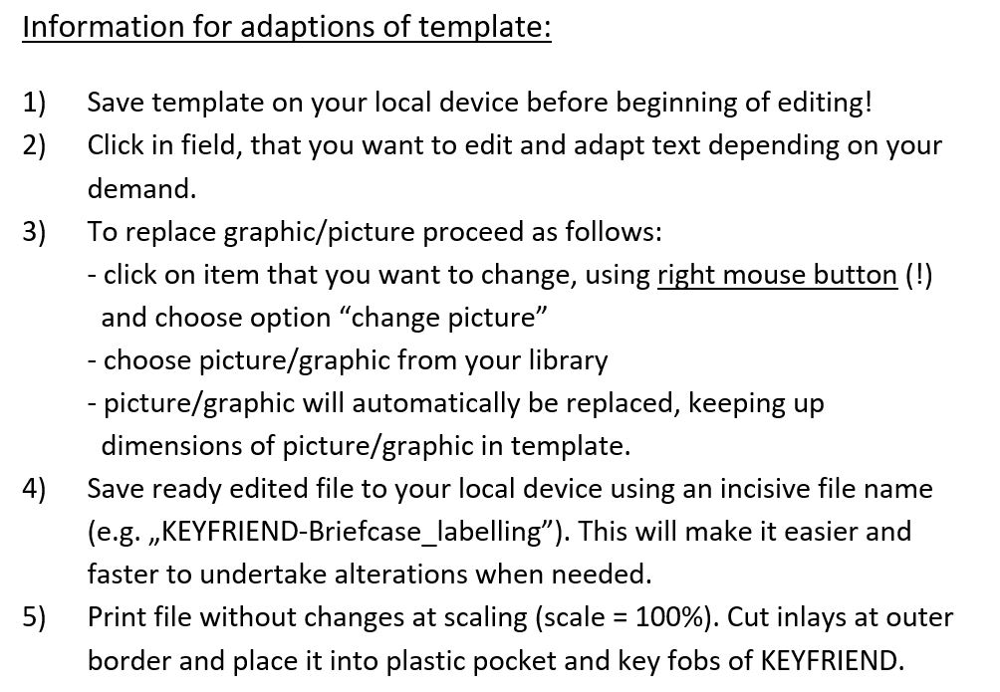 Information for adaptions of template:
1) Save template on your local device before beginning of editing!
2) Click in field, that you want to edit and adapt text depending on your
demand.
3) To replace graphic/picture proceed as follows:
- click on item that you want to change, using right mouse button (!)
and choose option “change picture”
- choose picture/graphic from your library
- picture/graphic will automatically be replaced, keeping up
dimensions of picture/graphic in template.
4) Save ready edited file to your local device using an incisive file name
(e.g. „KEYFRIEND-Briefcase_labelling”). This will make it easier and
faster to undertake alterations when needed.
5) Print file without changes at scaling (scale = 100%). Cut inlays at outer
border and place it into plastic pocket and key fobs of KEYFRIEND.